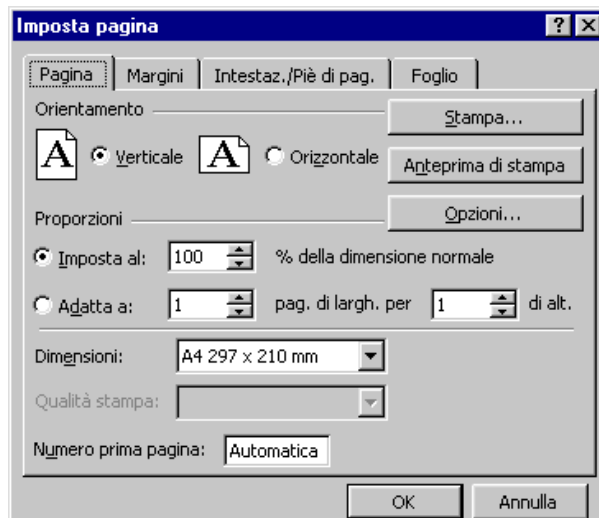 Imposta pagina
Pagina Margini Intestaz./Piè di pag. Foglio
Orientamento
Stampa...
A Verticale A Orizzontale
Anteprima di stampa
Opzioni...
Proporzioni
Imposta al: 100 % della dimensione normale
Adatta a: 1 pag. di largh. per 1 di alt.
Dimensioni: A4 297 x 210 mm
Qualità stampa:
Numero prima pagina: Automatica
OK Annulla